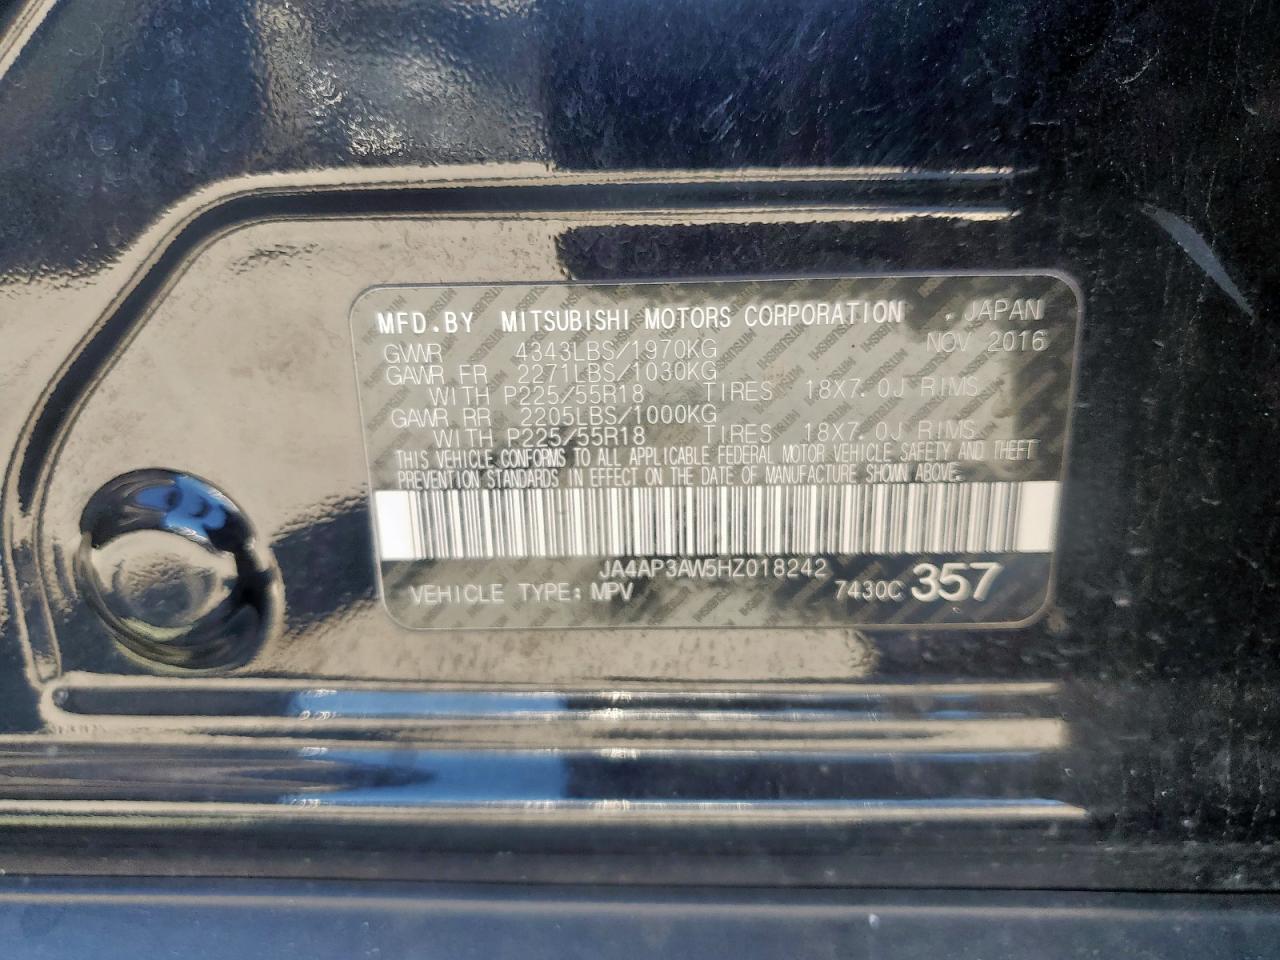 MFD.BY MITSUBISHI MOTORS CORPORATION . JAPAN
GVWR 4343LBS/1970KG NOV 2016
GAWR FR 2271LBS/1030KG
WITH P225/55R18 TIRES 18X7.0J RIMS
GAWR RR 2205LBS/1000KG
WITH P225/55R18 TIRES 18X7.0J RIMS
THIS VEHICLE CONFORMS TO ALL APPLICABLE FEDERAL MOTOR VEHICLE SAFETY AND THEFT
PREVENTION STANDARDS IN EFFECT ON THE DATE OF MANUFACTURE SHOWN ABOVE.
JA4AP3AW5HZ018242
VEHICLE TYPE: MPV 7430C 357